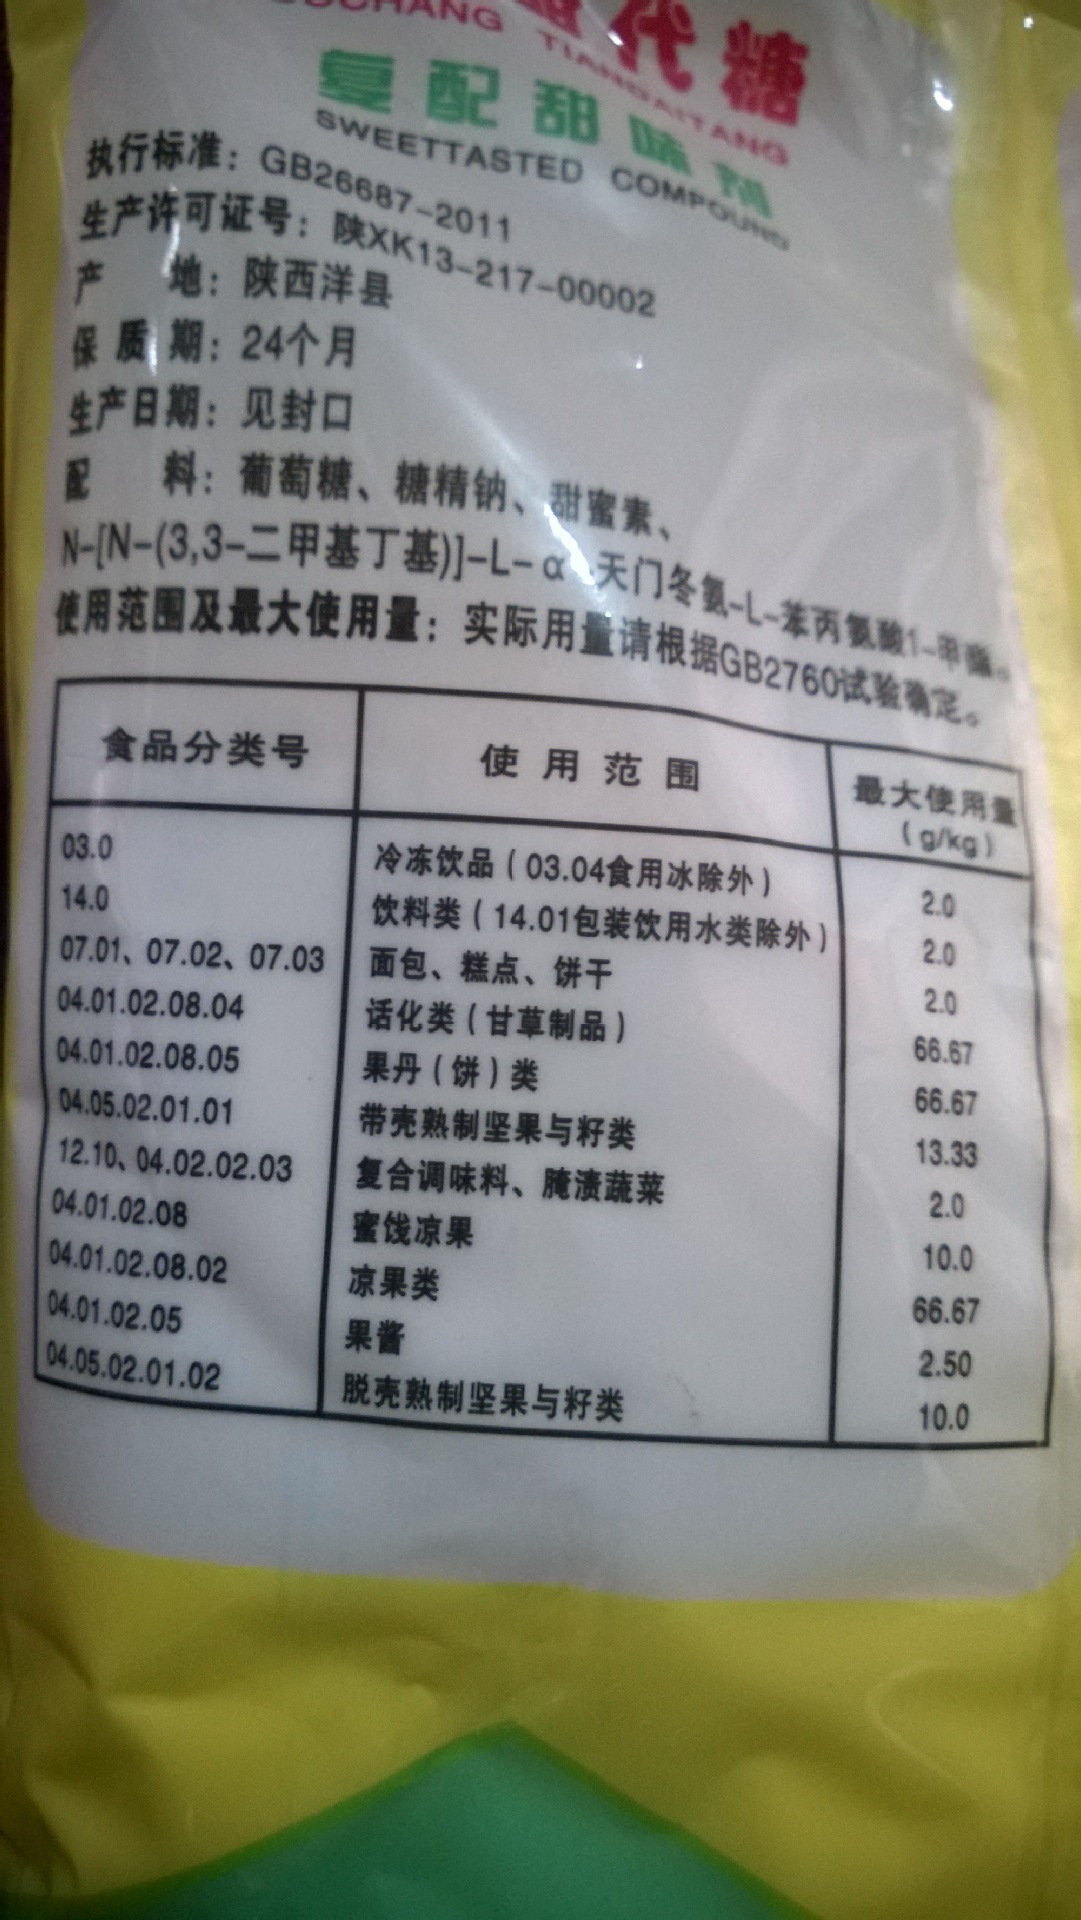 代糖
TIANDAITANG
复配甜味剂
SWEETTASTED COMPOUND
执行标准：GB26687-2011
生产许可证号：陕XK13-217-00002
产 地：陕西洋县
保质期：24个月
生产日期：见封口
配 料：葡萄糖、糖精钠、甜蜜素、
N-[N-(3,3-二甲基丁基)]-L-α-天门冬氨-L-苯丙氨酸1-甲酯。
使用范围及最大使用量：实际用量请根据GB2760试验确定。
食品分类号 使用范围 最大使用量（g/kg）
03.0 冷冻饮品（03.04食用冰除外） 2.0
14.0 饮料类（14.01包装饮用水类除外） 2.0
07.01、07.02、07.03 面包、糕点、饼干 2.0
04.01.02.08.04 话化类（甘草制品） 66.67
04.01.02.08.05 果丹（饼）类 66.67
04.05.02.01.01 带壳熟制坚果与籽类 13.33
12.10、04.02.02.03 复合调味料、腌渍蔬菜 2.0
04.01.02.08 蜜饯凉果 10.0
04.01.02.08.02 凉果类 66.67
04.01.02.05 果酱 2.50
04.05.02.01.02 脱壳熟制坚果与籽类 10.0